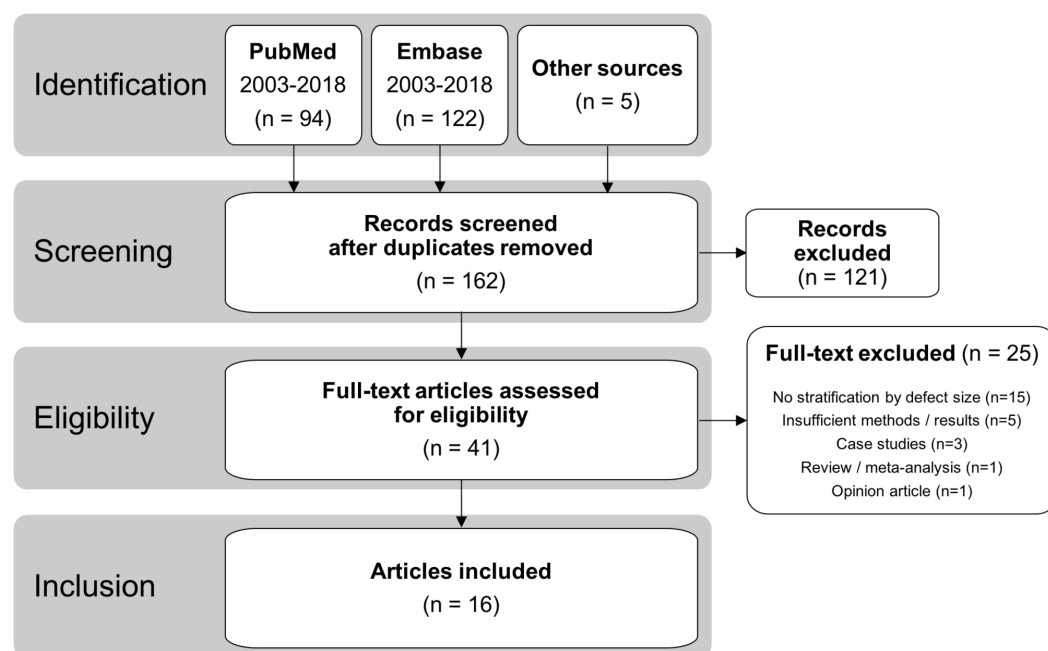 Identification
PubMed
2003-2018
(n = 94)
Embase
2003-2018
(n = 122)
Other sources
(n = 5)
Screening
Records screened
after duplicates removed
(n = 162)
Records
excluded
(n = 121)
Eligibility
Full-text articles assessed
for eligibility
(n = 41)
Full-text excluded (n = 25)
No stratification by defect size (n=15)
Insufficient methods / results (n=5)
Case studies (n=3)
Review / meta-analysis (n=1)
Opinion article (n=1)
Inclusion
Articles included
(n = 16)